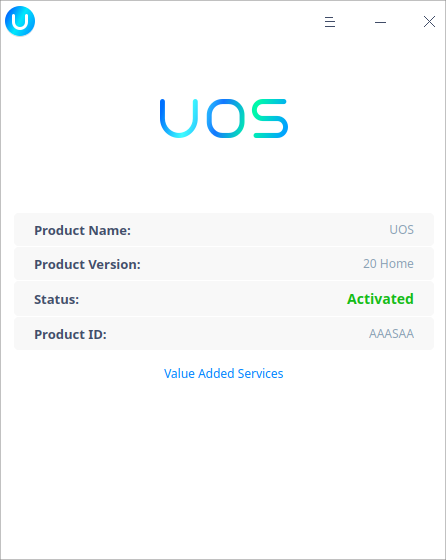 UOS
Product Name: UOS
Product Version: 20 Home
Status: Activated
Product ID: AAASAA
Value Added Services